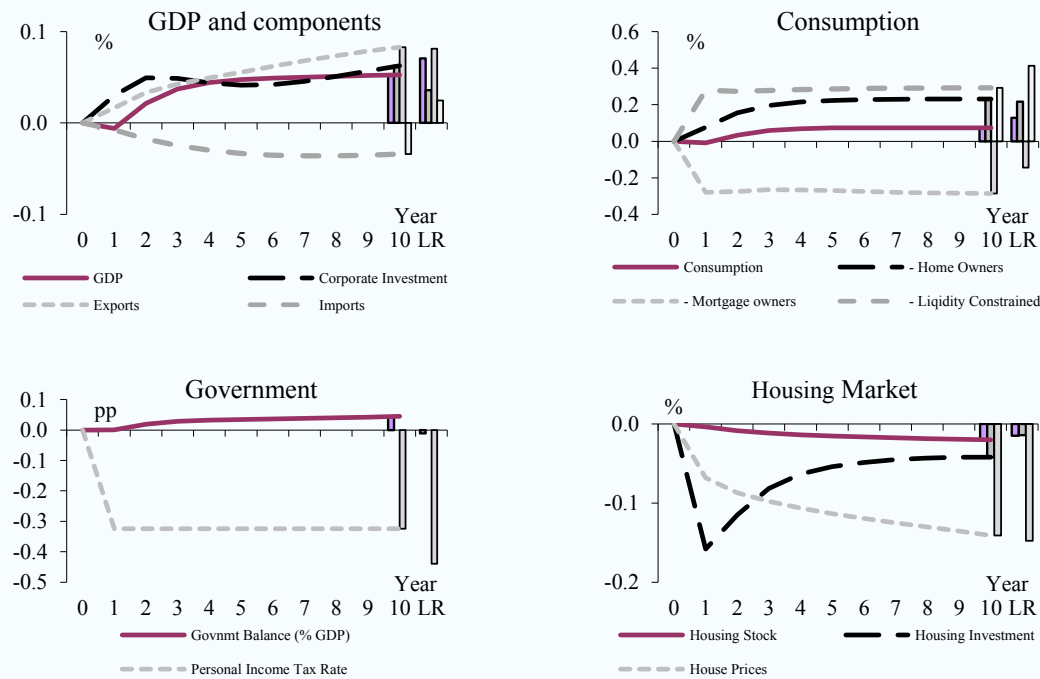 GDP and components
%
0.1
0.0
-0.1
Year
0 1 2 3 4 5 6 7 8 9 10 LR
GDP
Corporate Investment
Exports
Imports
Consumption
%
0.6
0.4
0.2
0.0
-0.2
-0.4
Year
0 1 2 3 4 5 6 7 8 9 10 LR
Consumption
- Home Owners
- Mortgage owners
- Liqidity Constrained
Government
pp
0.1
0.0
-0.1
-0.2
-0.3
-0.4
-0.5
Year
0 1 2 3 4 5 6 7 8 9 10 LR
Govnmt Balance (% GDP)
Personal Income Tax Rate
Housing Market
%
-0.0
-0.1
-0.2
Year
0 1 2 3 4 5 6 7 8 9 10 LR
Housing Stock
Housing Investment
House Prices